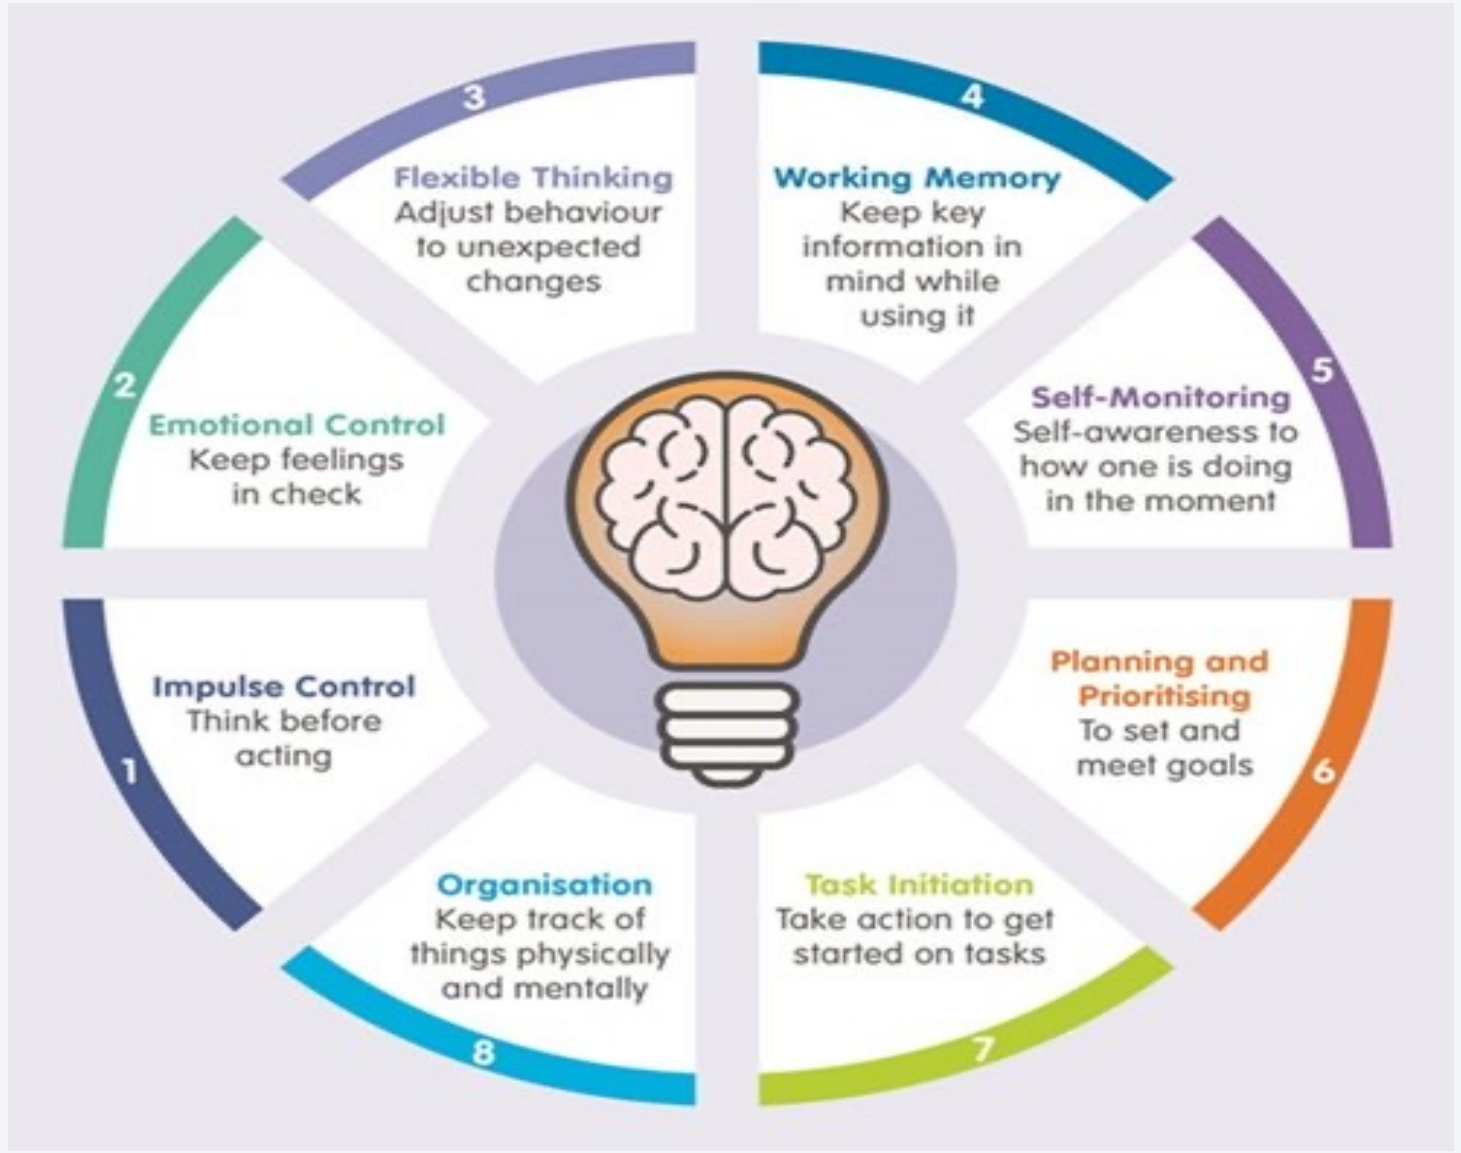 1
Impulse Control
Think before
acting
2
Emotional Control
Keep feelings
in check
3
Flexible Thinking
Adjust behaviour
to unexpected
changes
4
Working Memory
Keep key
information in
mind while
using it
5
Self-Monitoring
Self-awareness to
how one is doing
in the moment
6
Planning and
Prioritising
To set and
meet goals
7
Task Initiation
Take action to get
started on tasks
8
Organisation
Keep track of
things physically
and mentally